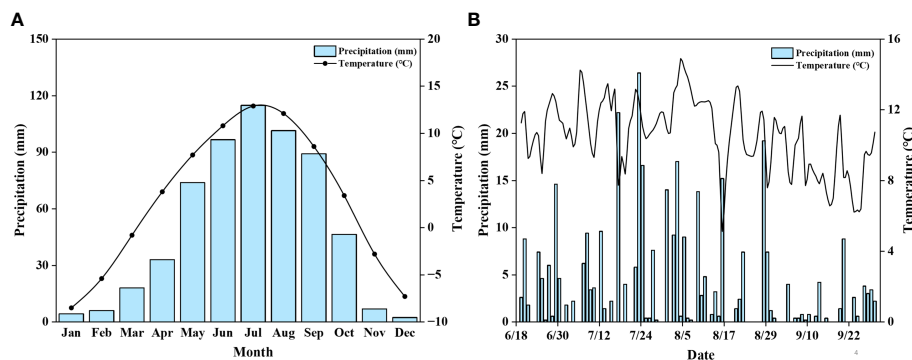 A
150
120
90
60
30
0
Precipitation (mm)
20
15
10
5
0
−5
−10
Temperature (℃)
Precipitation (mm)
Temperature (℃)
Jan Feb Mar Apr May Jun Jul Aug Sep Oct Nov Dec
Month
B
30
25
20
15
10
5
0
Precipitation (mm)
16
12
8
4
0
Temperature (℃)
Precipitation (mm)
Temperature (℃)
6/18 6/30 7/12 7/24 8/5 8/17 8/29 9/10 9/22
Date
4